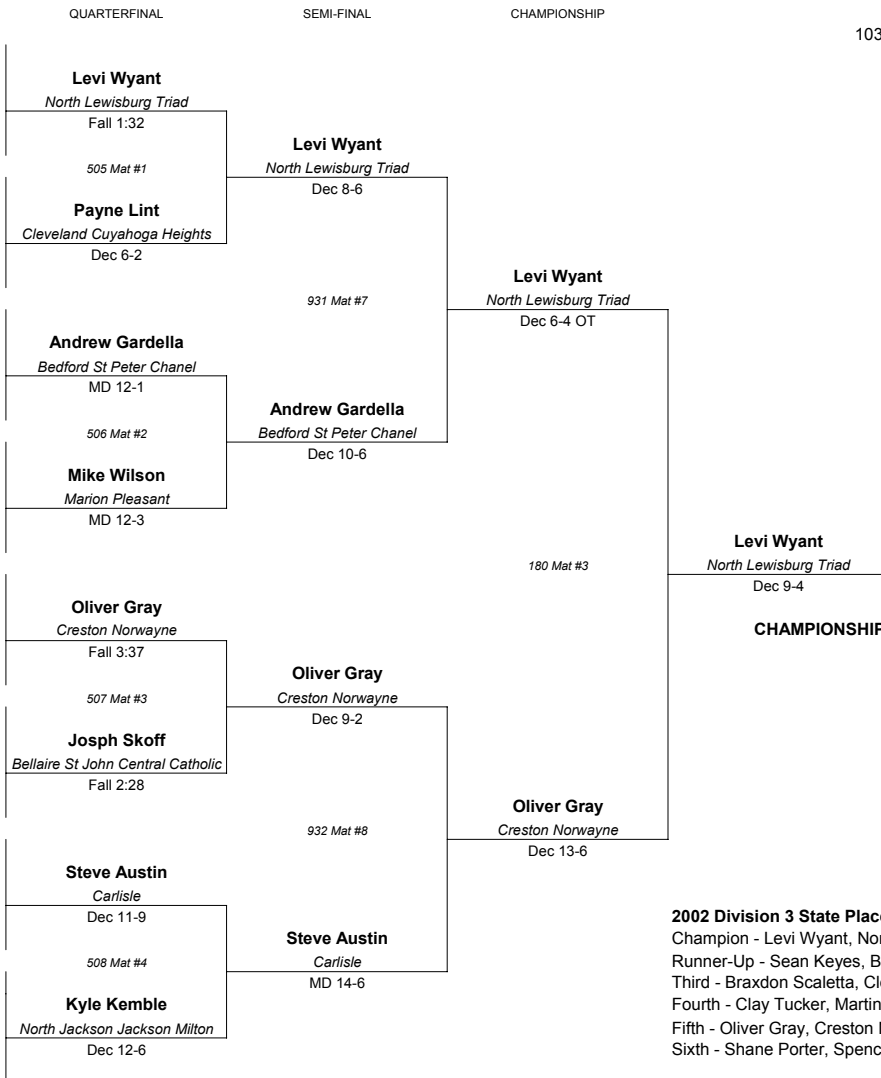 QUARTERFINAL
SEMI-FINAL
CHAMPIONSHIP
103
Levi Wyant
North Lewisburg Triad
Fall 1:32
505 Mat #1
Payne Lint
Cleveland Cuyahoga Heights
Dec 6-2
Andrew Gardella
Bedford St Peter Chanel
MD 12-1
506 Mat #2
Mike Wilson
Marion Pleasant
MD 12-3
Oliver Gray
Creston Norwayne
Fall 3:37
507 Mat #3
Josph Skoff
Bellaire St John Central Catholic
Fall 2:28
Steve Austin
Carlisle
Dec 11-9
508 Mat #4
Kyle Kemble
North Jackson Jackson Milton
Dec 12-6
Levi Wyant
North Lewisburg Triad
Dec 8-6
931 Mat #7
Andrew Gardella
Bedford St Peter Chanel
Dec 10-6
Oliver Gray
Creston Norwayne
Dec 9-2
932 Mat #8
Steve Austin
Carlisle
MD 14-6
Levi Wyant
North Lewisburg Triad
Dec 6-4 OT
180 Mat #3
Oliver Gray
Creston Norwayne
Dec 13-6
Levi Wyant
North Lewisburg Triad
Dec 9-4
CHAMPIONSHIP
2002 Division 3 State Plac
Champion - Levi Wyant, Nor
Runner-Up - Sean Keyes, B
Third - Braxdon Scaletta, Cl
Fourth - Clay Tucker, Martin
Fifth - Oliver Gray, Creston
Sixth - Shane Porter, Spenc